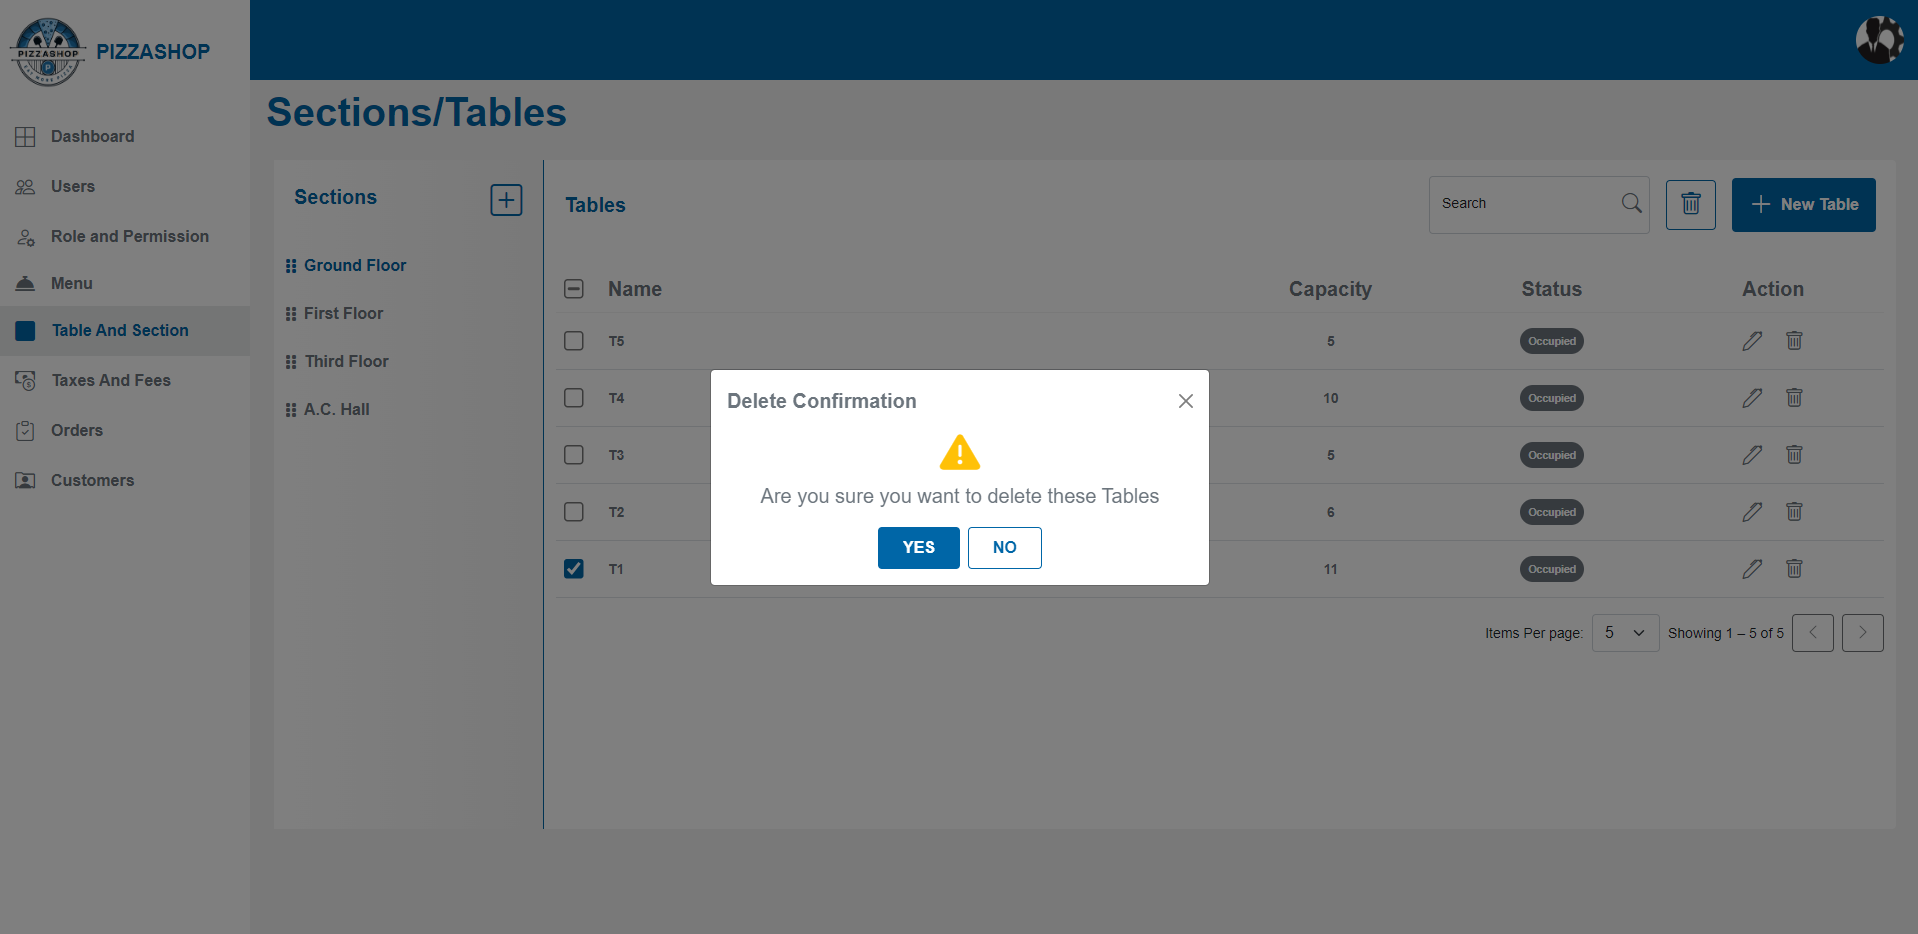 PIZZASHOP
PIZZASHOP
Dashboard
Users
Role and Permission
Menu
Table And Section
Taxes And Fees
Orders
Customers
Sections/Tables
Sections
Ground Floor
First Floor
Third Floor
A.C. Hall
Tables
Search
New Table
Name Capacity Status Action
T5 5 Occupied
T4 10 Occupied
T3 5 Occupied
T2 6 Occupied
T1 11 Occupied
Items Per page: 5 Showing 1 – 5 of 5
Delete Confirmation
Are you sure you want to delete these Tables
YES NO